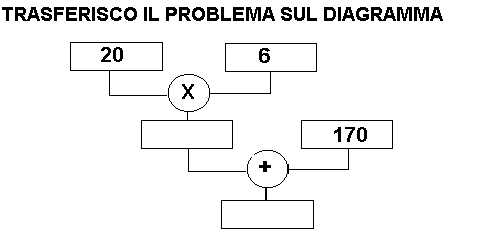 TRASFERISCO IL PROBLEMA SUL DIAGRAMMA
20 6
X
170
+